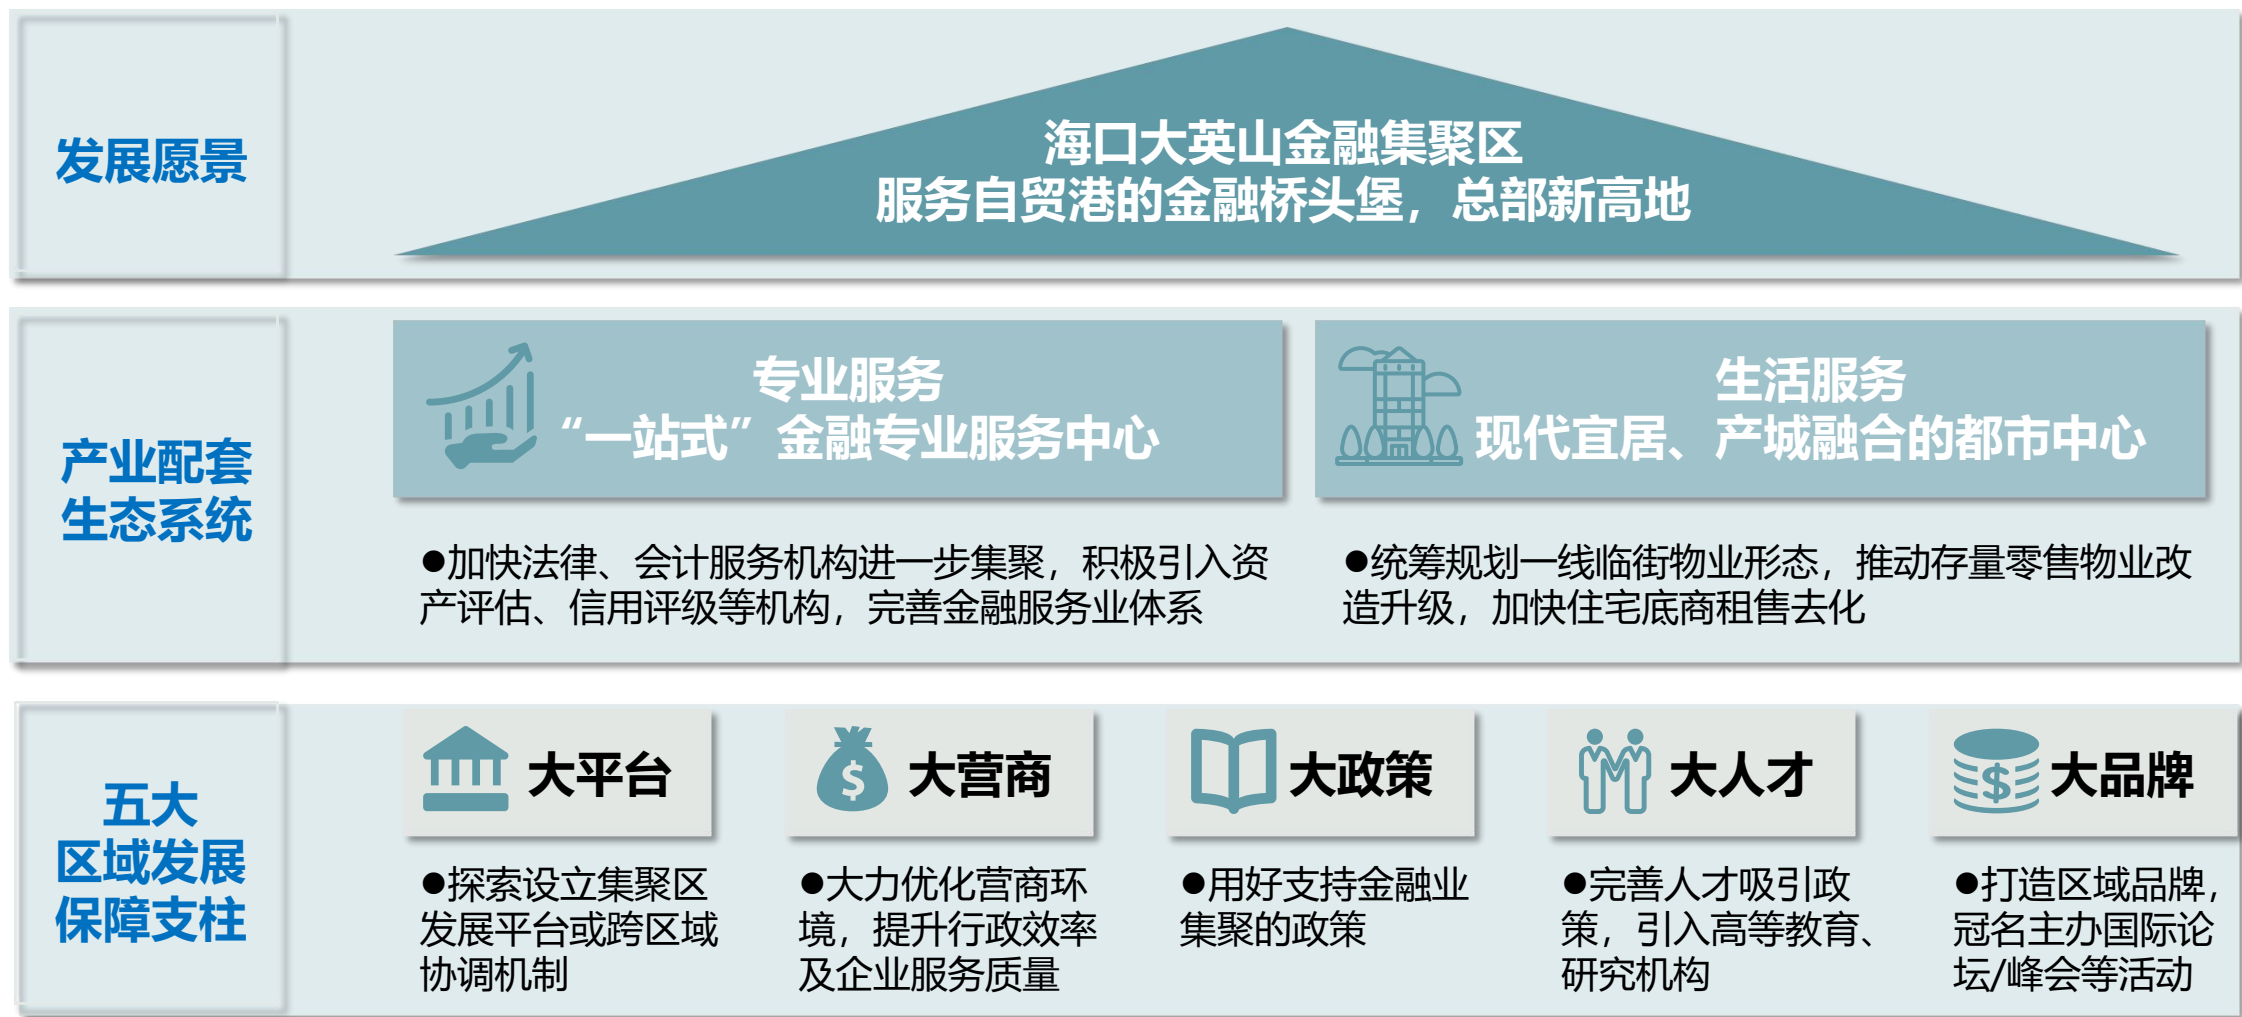 发展愿景
海口大英山金融集聚区
服务自贸港的金融桥头堡，总部新高地
产业配套
生态系统
专业服务
“一站式”金融专业服务中心
●加快法律、会计服务机构进一步集聚，积极引入资
产评估、信用评级等机构，完善金融服务业体系
生活服务
现代宜居、产城融合的都市中心
●统筹规划一线临街物业形态，推动存量零售物业改
造升级，加快住宅底商租售去化
五大
区域发展
保障支柱
大平台
●探索设立集聚区
发展平台或跨区域
协调机制
$
大营商
●大力优化营商环
境，提升行政效率
及企业服务质量
大政策
●用好支持金融业
集聚的政策
大人才
●完善人才吸引政
策，引入高等教育、
研究机构
$
大品牌
●打造区域品牌，
冠名主办国际论
坛/峰会等活动